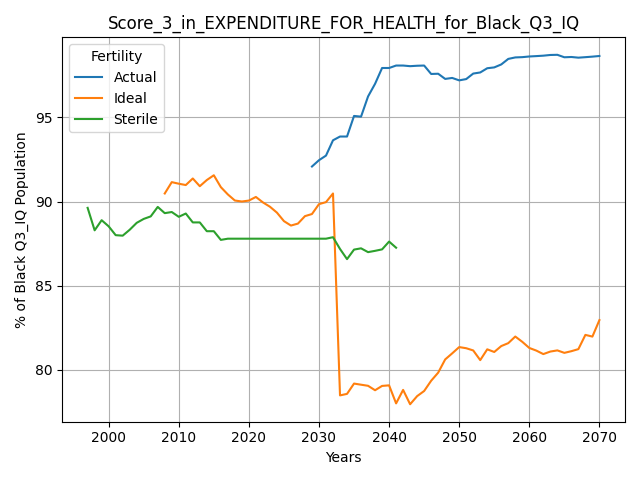 Score_3_in_EXPENDITURE_FOR_HEALTH_for_Black_Q3_IQ
Fertility
Actual
Ideal
Sterile
% of Black Q3_IQ Population
95
90
85
80
2000
2010
2020
2030
2040
2050
2060
2070
Years